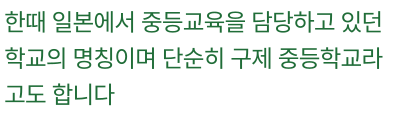 한때 일본에서 중등교육을 담당하고 있던
학교의 명칭이며 단순히 구제 중등학교라
고도 합니다